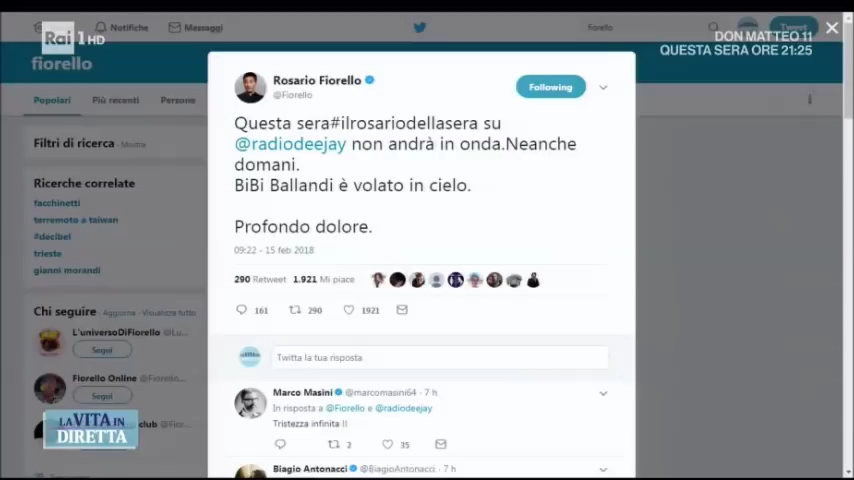 Rai 1 HD
Notifiche
Messaggi
fiorello
Tweet
DON MATTEO 11
QUESTA SERA ORE 21:25
fiorello
Popolari
Più recenti
Persone
Filtri di ricerca · Mostra
Ricerche correlate
facchinetti
terremoto a taiwan
#decibel
trieste
gianni morandi
Chi seguire · Aggiorna · Visualizza tutto
L'universoDiFiorello @Lu...
Segui
Fiorello Online @Fiorello...
Segui
club @Fior...
LA VITA IN
DIRETTA
Rosario Fiorello
@Fiorello
Following
Questa sera#ilrosariodellasera su
@radiodeejay non andrà in onda.Neanche
domani.
BiBi Ballandi è volato in cielo.
Profondo dolore.
09:22 - 15 feb 2018
290 Retweet 1.921 Mi piace
161 290 1921
Twitta la tua risposta
Marco Masini @marcomasini64 · 7 h
In risposta a @Fiorello e @radiodeejay
Tristezza infinita !!
2 35
Biagio Antonacci @BiagioAntonacci · 7 h